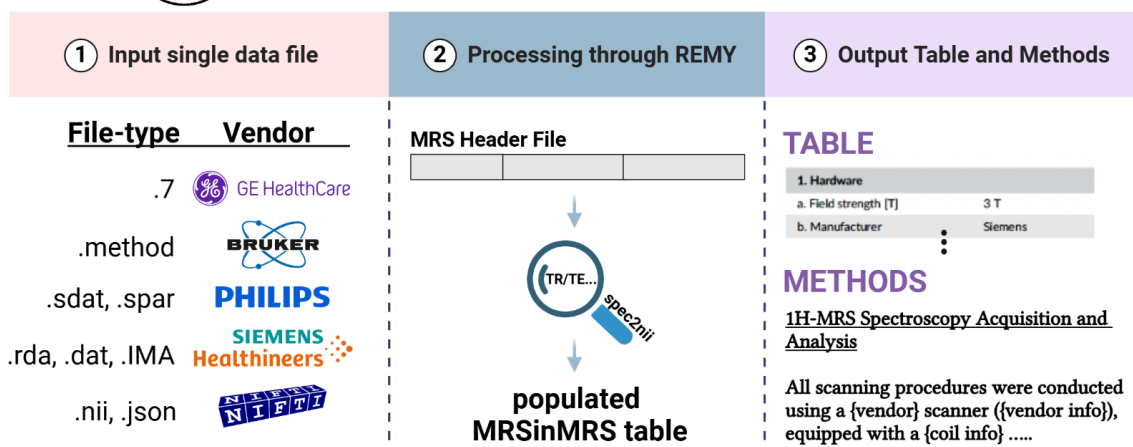 1 Input single data file
2 Processing through REMY
3 Output Table and Methods
File-type Vendor
.7 GE HealthCare
.method BRUKER
.sdat, .spar PHILIPS
.rda, .dat, .IMA SIEMENS Healthineers
.nii, .json NIFTI NIFTI
MRS Header File
TR/TE...
spec2nii
populated
MRSinMRS table
TABLE
1. Hardware
a. Field strength [T] 3 T
b. Manufacturer Siemens
METHODS
1H-MRS Spectroscopy Acquisition and
Analysis
All scanning procedures were conducted
using a {vendor} scanner ({vendor info}),
equipped with a {coil info} .....